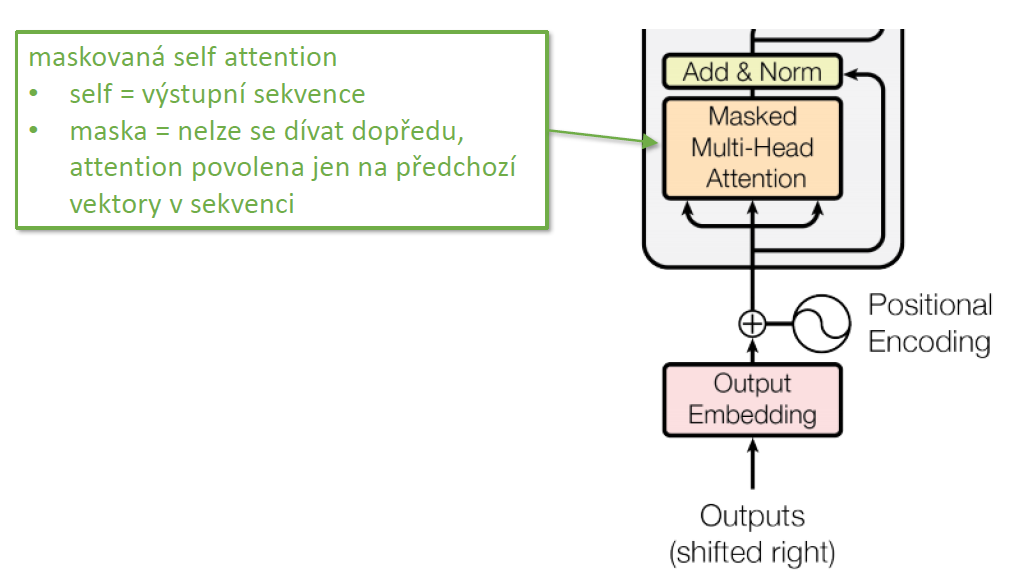 maskovaná self attention
• self = výstupní sekvence
• maska = nelze se dívat dopředu,
attention povolena jen na předchozí
vektory v sekvenci
Add & Norm
Masked
Multi-Head
Attention
Positional
Encoding
Output
Embedding
Outputs
(shifted right)